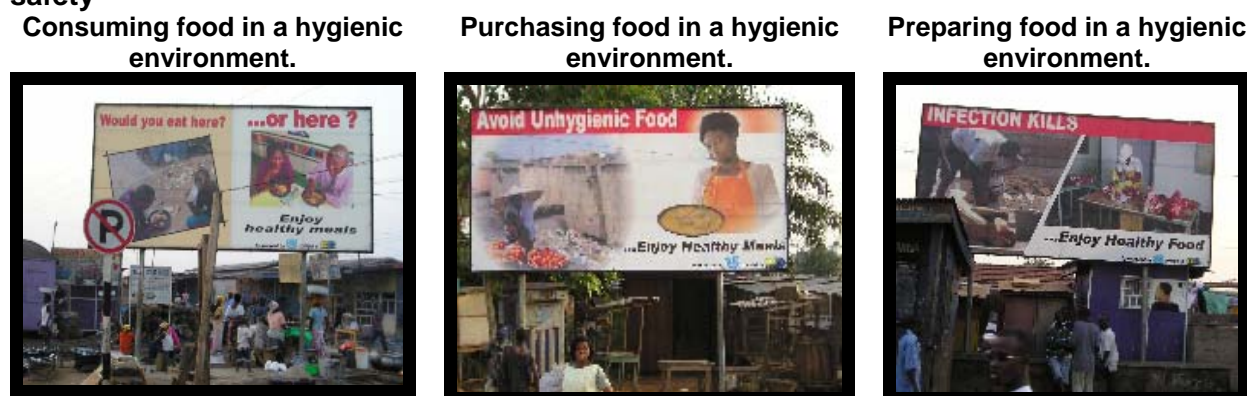 safety
Consuming food in a hygienic
environment.
Purchasing food in a hygienic
environment.
Preparing food in a hygienic
environment.
Would you eat here?
...or here ?
Enjoy
healthy meals
P
Avoid Unhygienic Food
...Enjoy Healthy Meals
INFECTION KILLS
...Enjoy Healthy Food